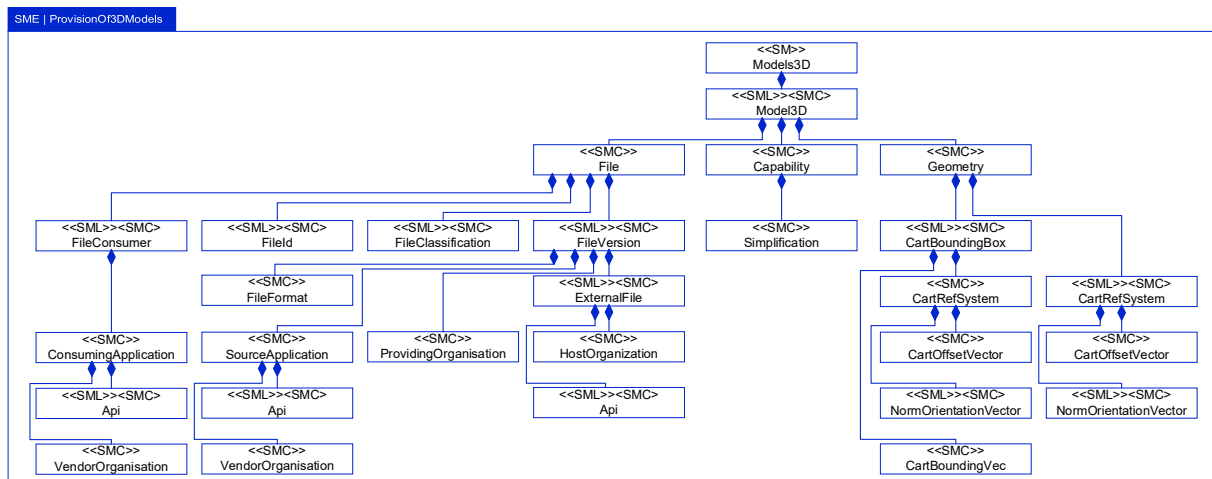 SME | ProvisionOf3DModels
<<SM>>
Models3D
<<SML>><SMC>
Model3D
<<SMC>>
File
<<SMC>>
Capability
<<SMC>>
Geometry
<<SML>><SMC>
FileConsumer
<<SML>><SMC>
FileId
<<SML>><SMC>
FileClassification
<<SML>><SMC>
FileVersion
<<SMC>>
Simplification
<<SML>><SMC>
CartBoundingBox
<<SMC>>
FileFormat
<<SML>><SMC>
ExternalFile
<<SMC>>
CartRefSystem
<<SML>><SMC>
CartRefSystem
<<SMC>>
ConsumingApplication
<<SMC>>
SourceApplication
<<SMC>>
ProvidingOrganisation
<<SMC>>
HostOrganization
<<SMC>>
CartOffsetVector
<<SMC>>
CartOffsetVector
<<SML>><SMC>
Api
<<SML>><SMC>
Api
<<SML>><SMC>
Api
<<SML>><SMC>
NormOrientationVector
<<SML>><SMC>
NormOrientationVector
<<SMC>>
VendorOrganisation
<<SMC>>
VendorOrganisation
<<SMC>>
CartBoundingVec